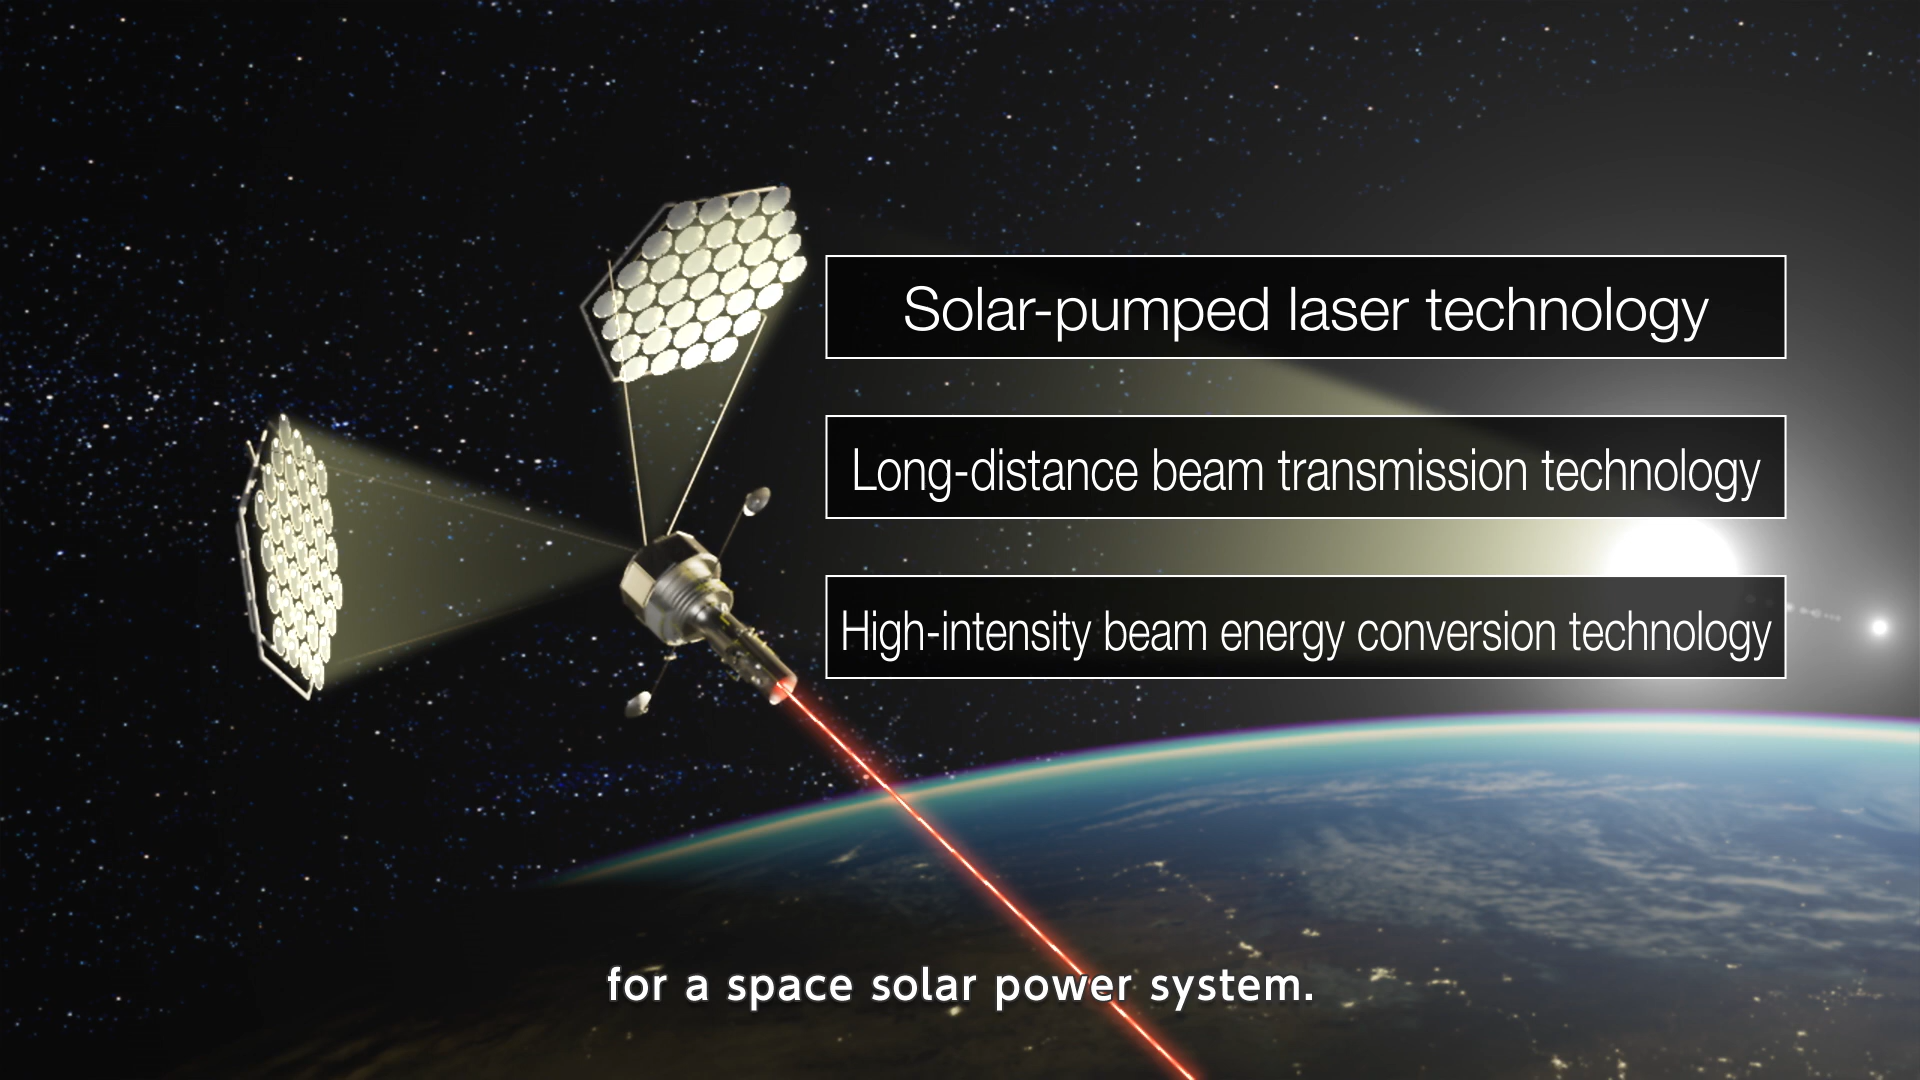 Solar-pumped laser technology
Long-distance beam transmission technology
High-intensity beam energy conversion technology
for a space solar power system.